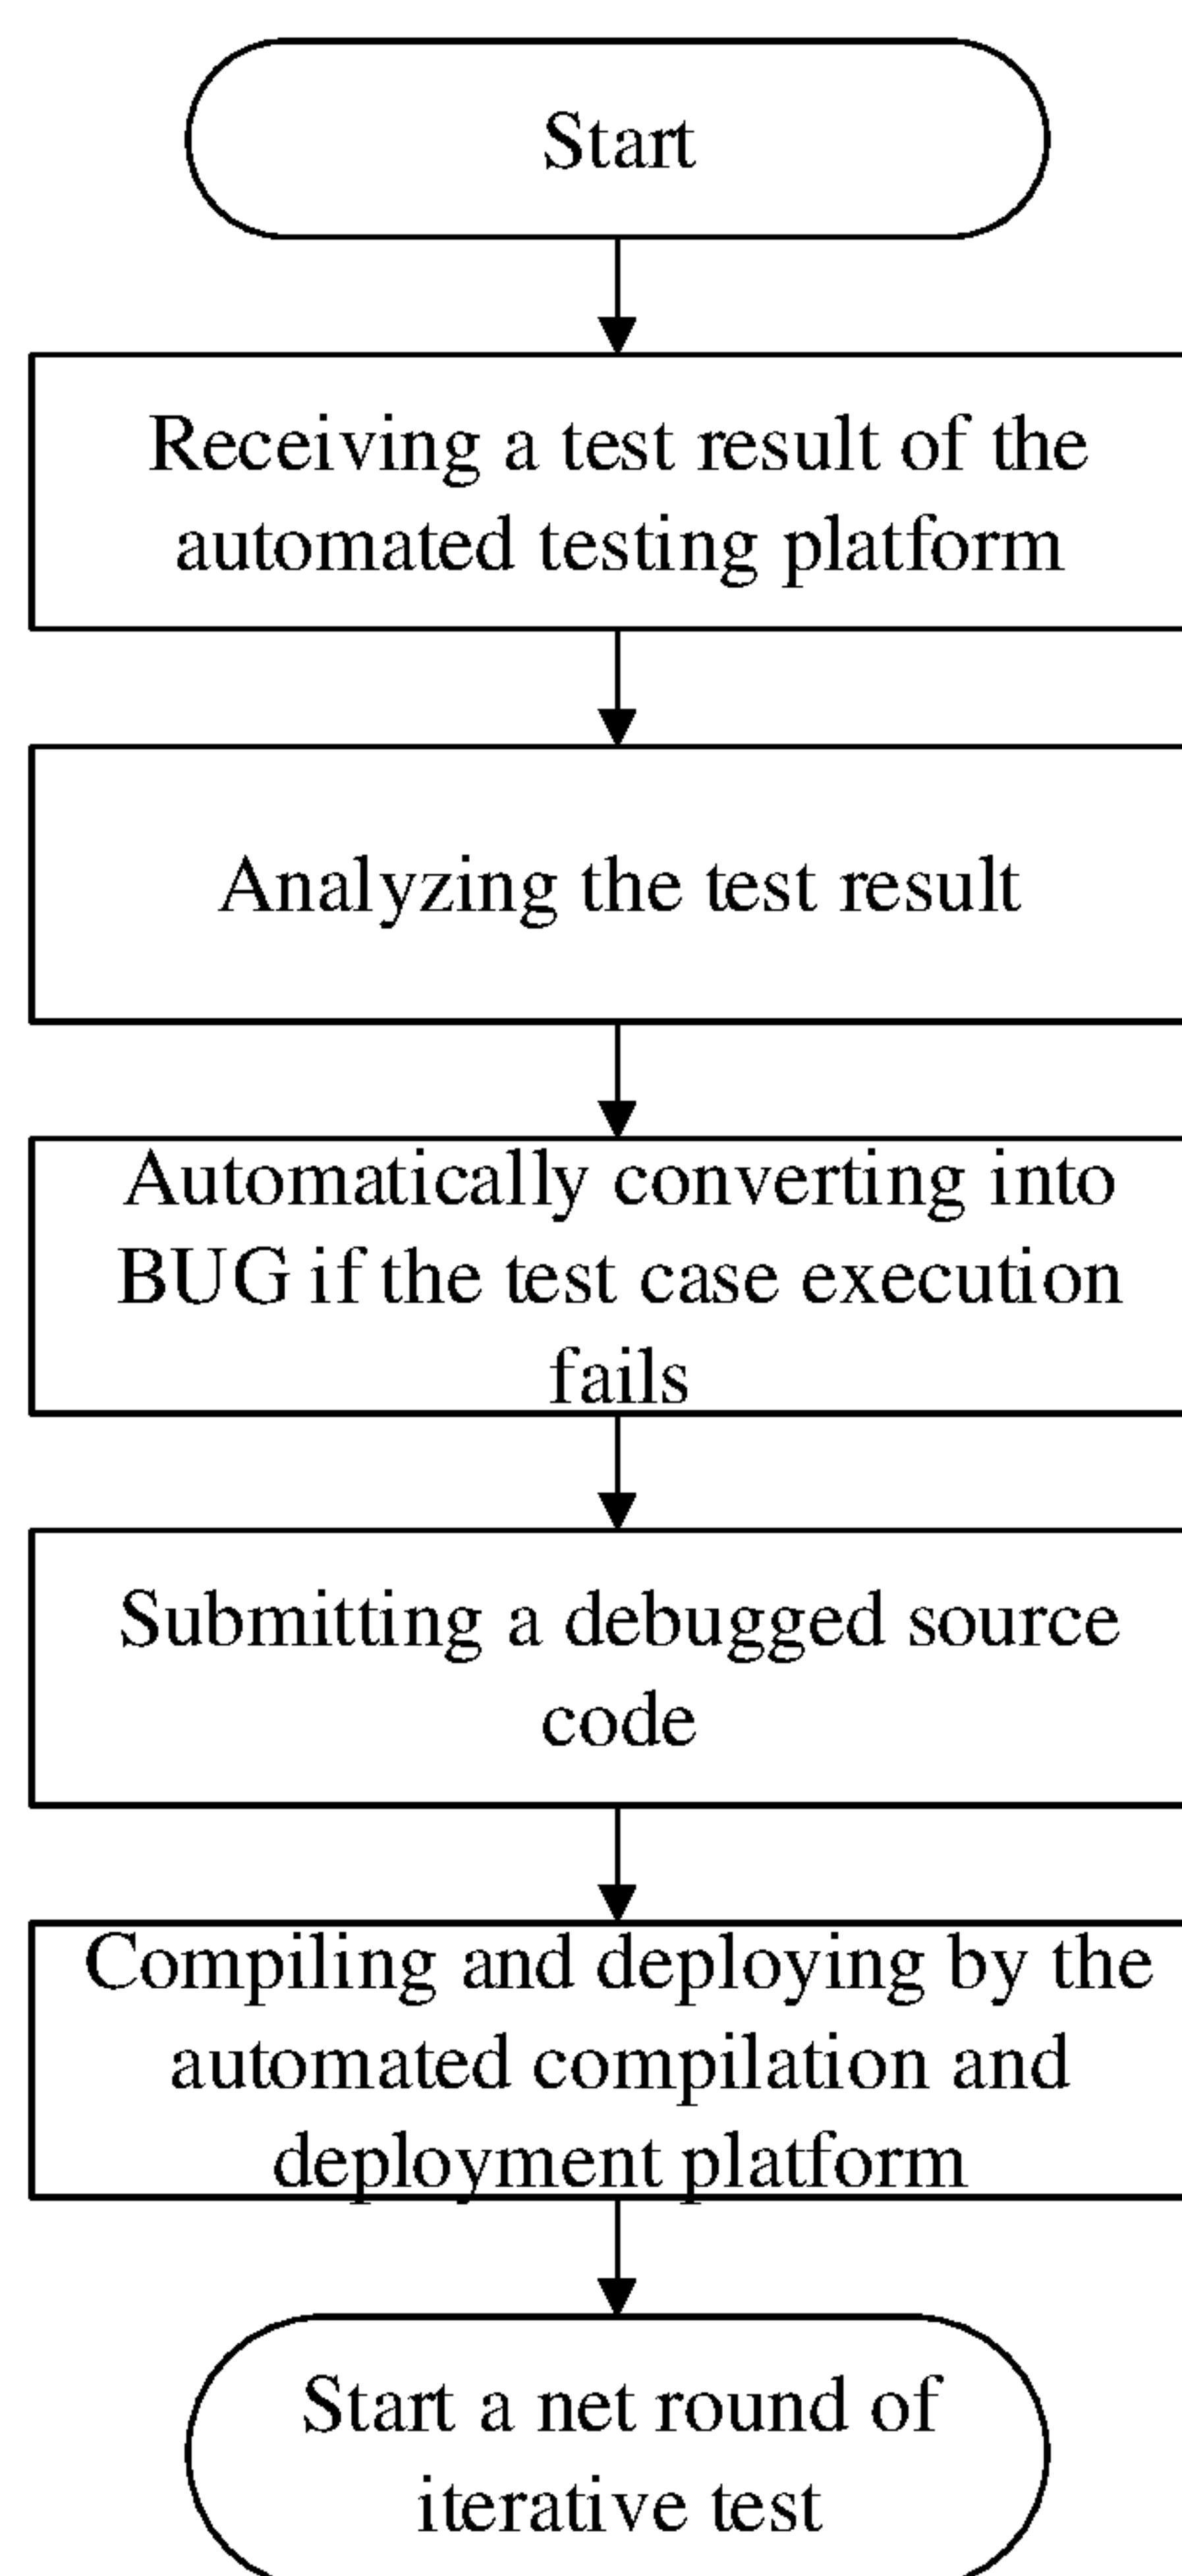 Start
Receiving a test result of the
automated testing platform
Analyzing the test result
Automatically converting into
BUG if the test case execution
fails
Submitting a debugged source
code
Compiling and deploying by the
automated compilation and
deployment platform
Start a net round of
iterative test